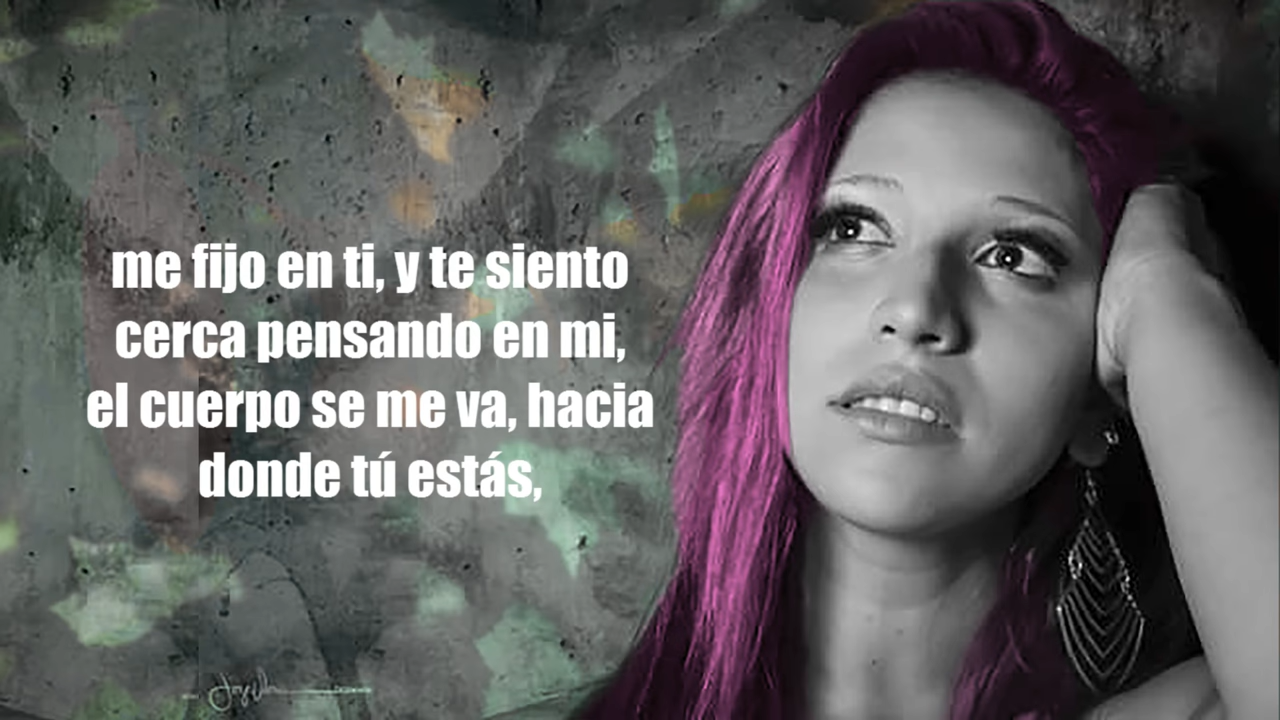 me fijo en ti, y te siento
cerca pensando en mi,
el cuerpo se me va, hacia
donde tú estás,